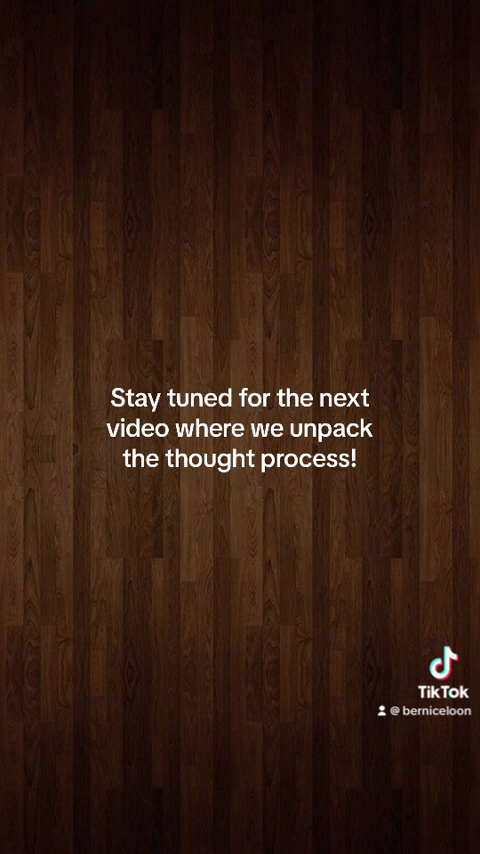 Stay tuned for the next
video where we unpack
the thought process!
TikTok
@ berniceloon